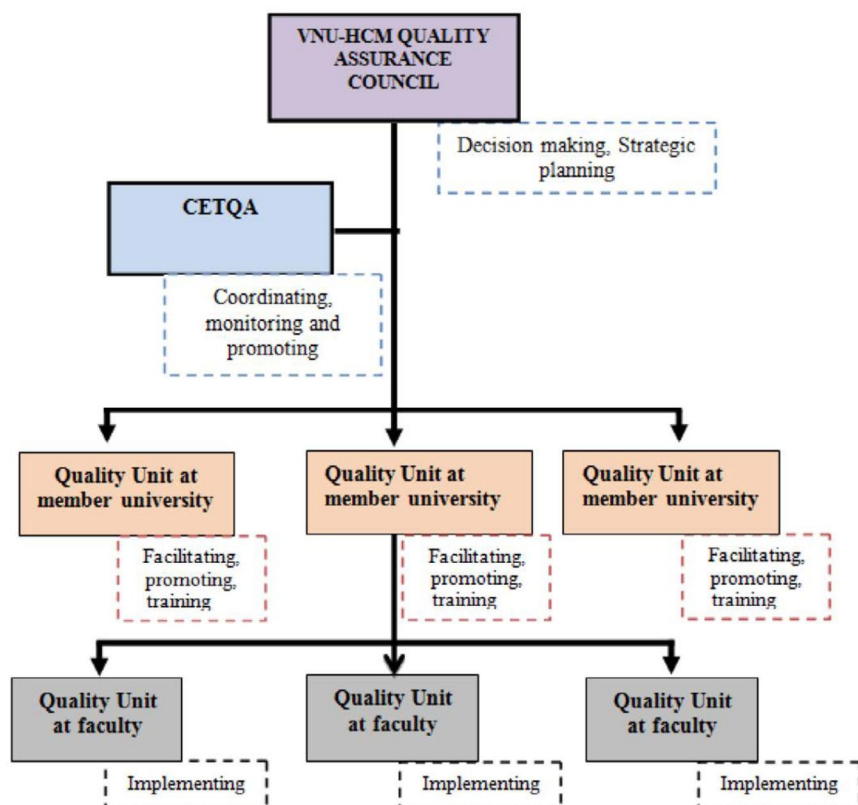 VNU-HCM QUALITY
ASSURANCE
COUNCIL
Decision making, Strategic
planning
CETQA
Coordinating,
monitoring and
promoting
Quality Unit at
member university
Quality Unit at
member university
Quality Unit at
member university
Facilitating,
promoting,
training
Facilitating,
promoting,
training
Facilitating,
promoting,
training
Quality Unit
at faculty
Quality Unit
at faculty
Quality Unit
at faculty
Implementing
Implementing
Implementing